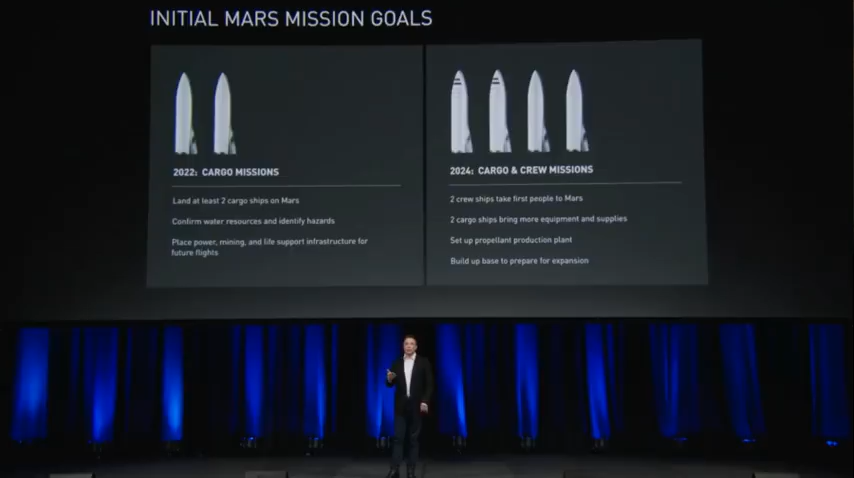 INITIAL MARS MISSION GOALS
2022: CARGO MISSIONS
Land at least 2 cargo ships on Mars
Confirm water resources and identify hazards
Place power, mining, and life support infrastructure for
future flights
2024: CARGO & CREW MISSIONS
2 crew ships take first people to Mars
2 cargo ships bring more equipment and supplies
Set up propellant production plant
Build up base to prepare for expansion